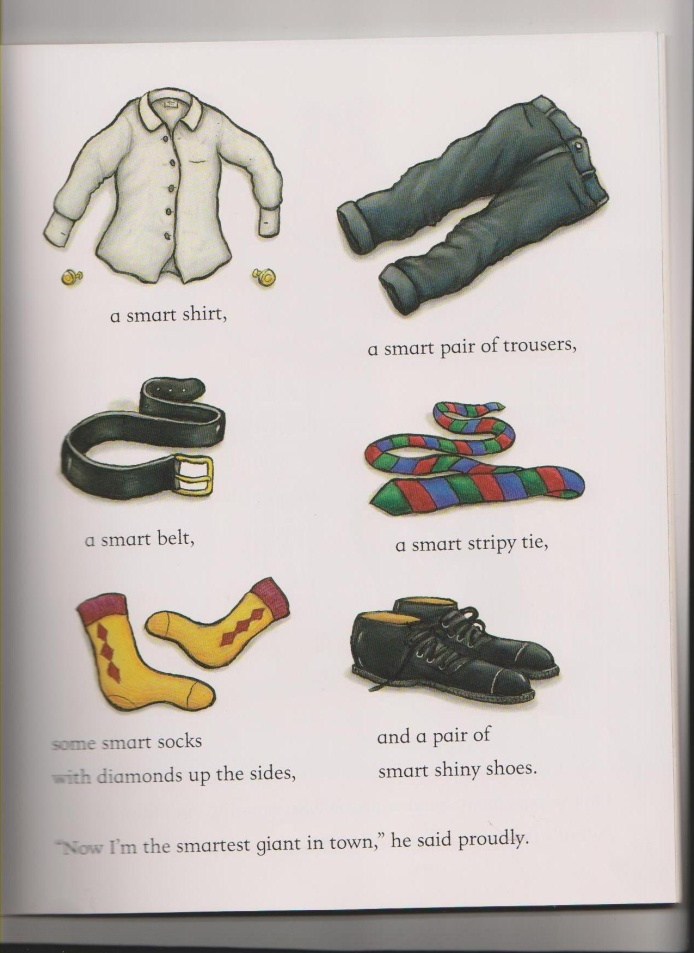 a smart shirt,
a smart pair of trousers,
a smart belt,
a smart stripy tie,
some smart socks
with diamonds up the sides,
and a pair of
smart shiny shoes.
“Now I’m the smartest giant in town,” he said proudly.